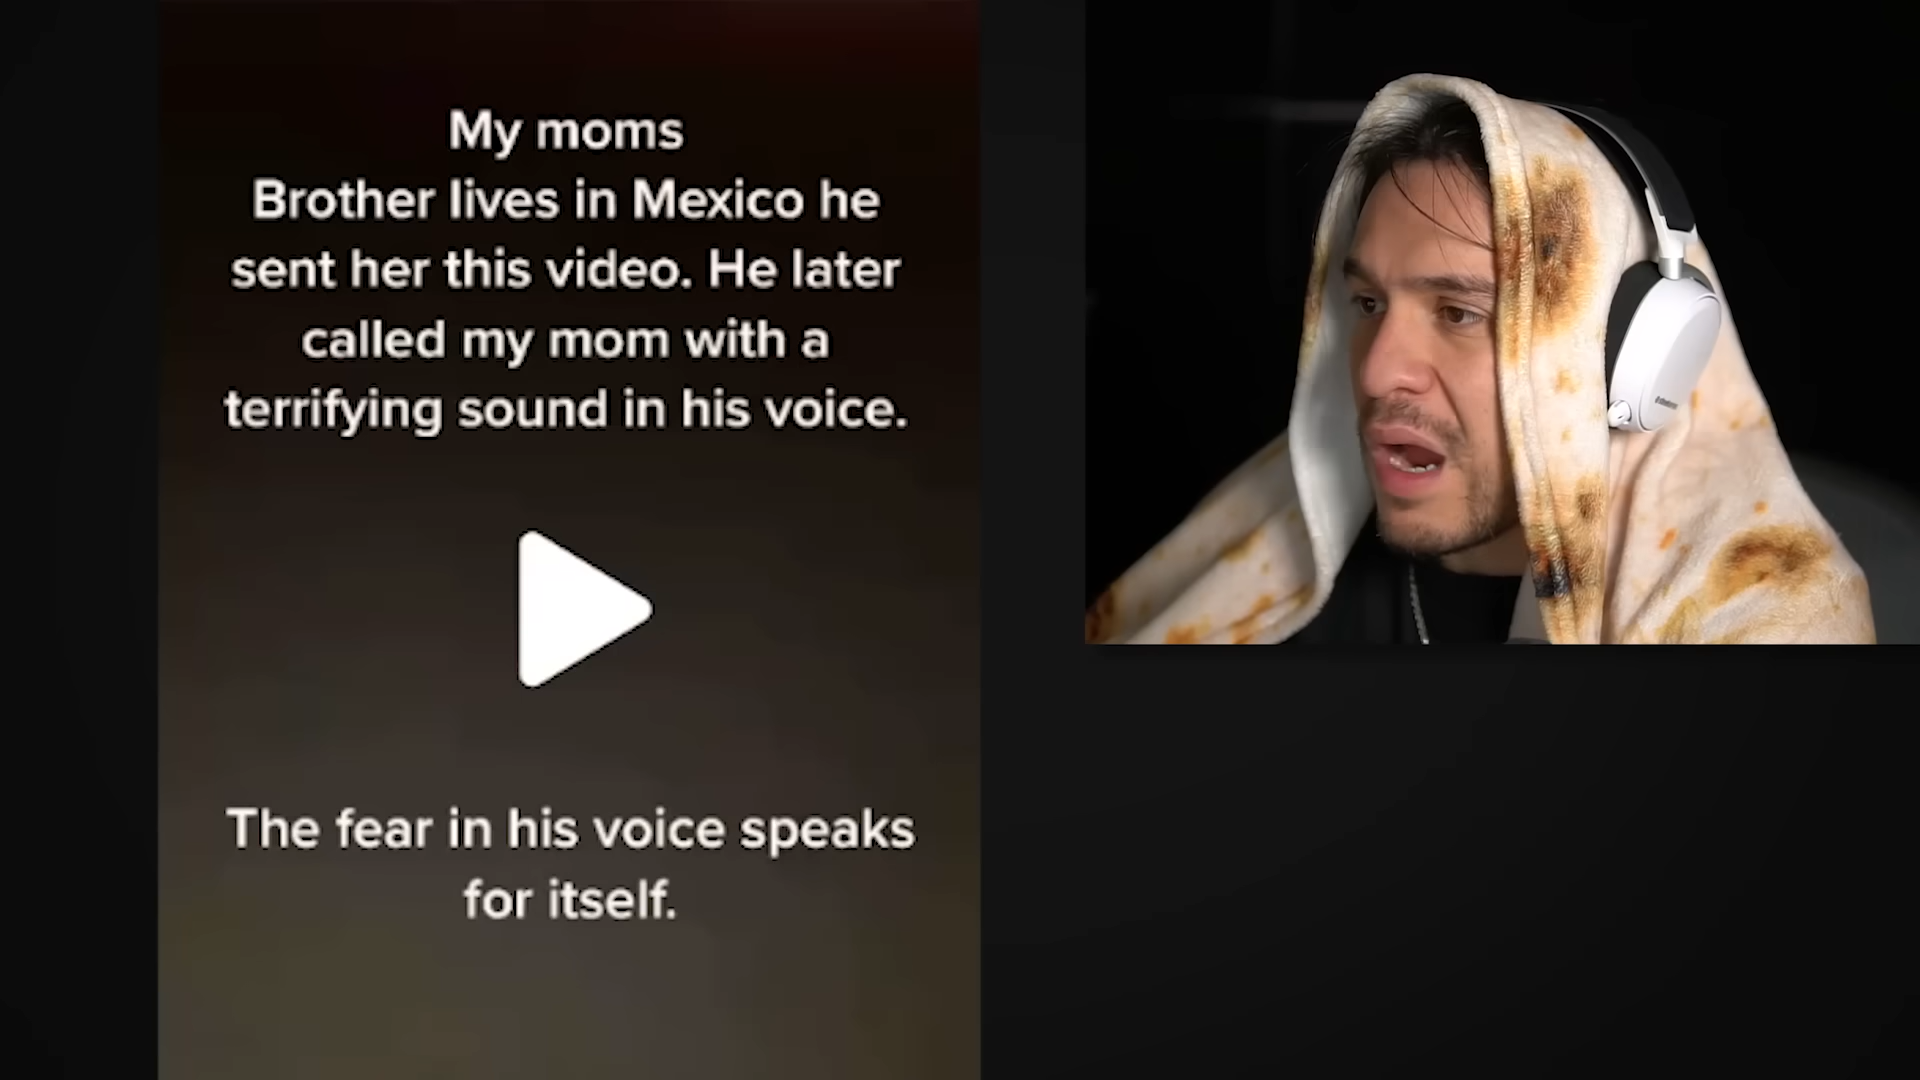 My moms
Brother lives in Mexico he
sent her this video. He later
called my mom with a
terrifying sound in his voice.
The fear in his voice speaks
for itself.